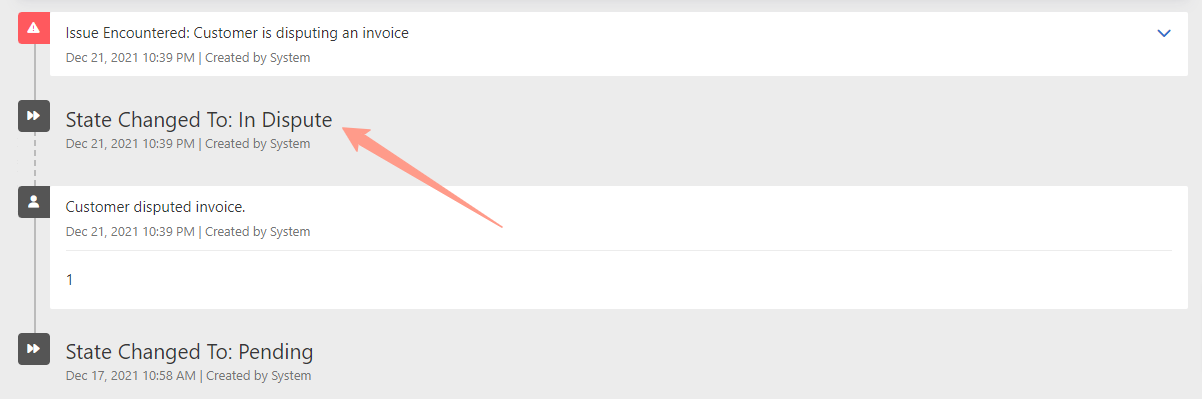 Issue Encountered: Customer is disputing an invoice
Dec 21, 2021 10:39 PM | Created by System
State Changed To: In Dispute
Dec 21, 2021 10:39 PM | Created by System
Customer disputed invoice.
Dec 21, 2021 10:39 PM | Created by System
1
State Changed To: Pending
Dec 17, 2021 10:58 AM | Created by System